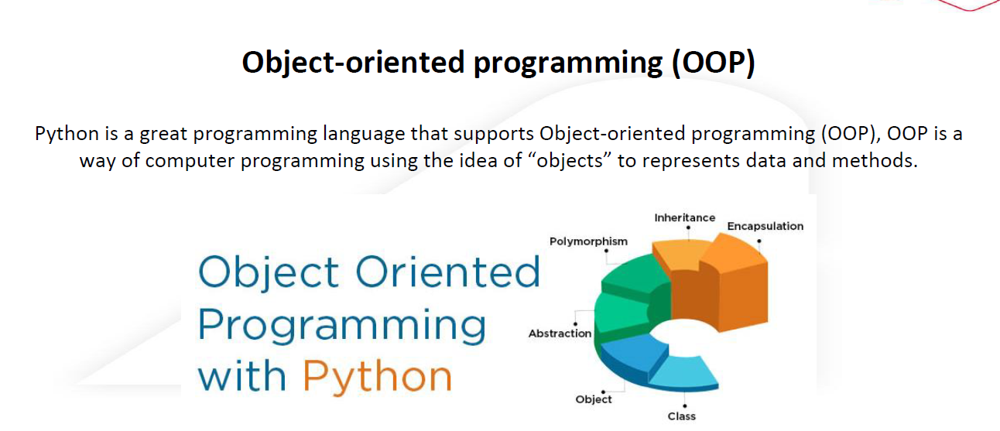 Object-oriented programming (OOP)
Python is a great programming language that supports Object-oriented programming (OOP), OOP is a
way of computer programming using the idea of “objects” to represents data and methods.
Object Oriented
Programming
with Python
Inheritance
Encapsulation
Polymorphism
Abstraction
Object
Class